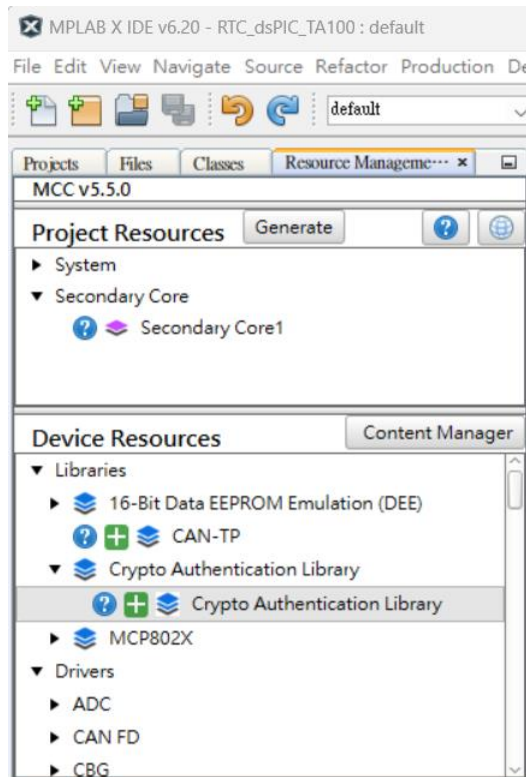 MPLAB X IDE v6.20 - RTC_dsPIC_TA100 : default
File Edit View Navigate Source Refactor Production De
default
Projects Files Classes Resource Manageme··· ×
MCC v5.5.0
Project Resources Generate ?
System
Secondary Core
? Secondary Core1
Device Resources Content Manager
Libraries
16-Bit Data EEPROM Emulation (DEE)
? CAN-TP
Crypto Authentication Library
? Crypto Authentication Library
MCP802X
Drivers
ADC
CAN FD
CBG